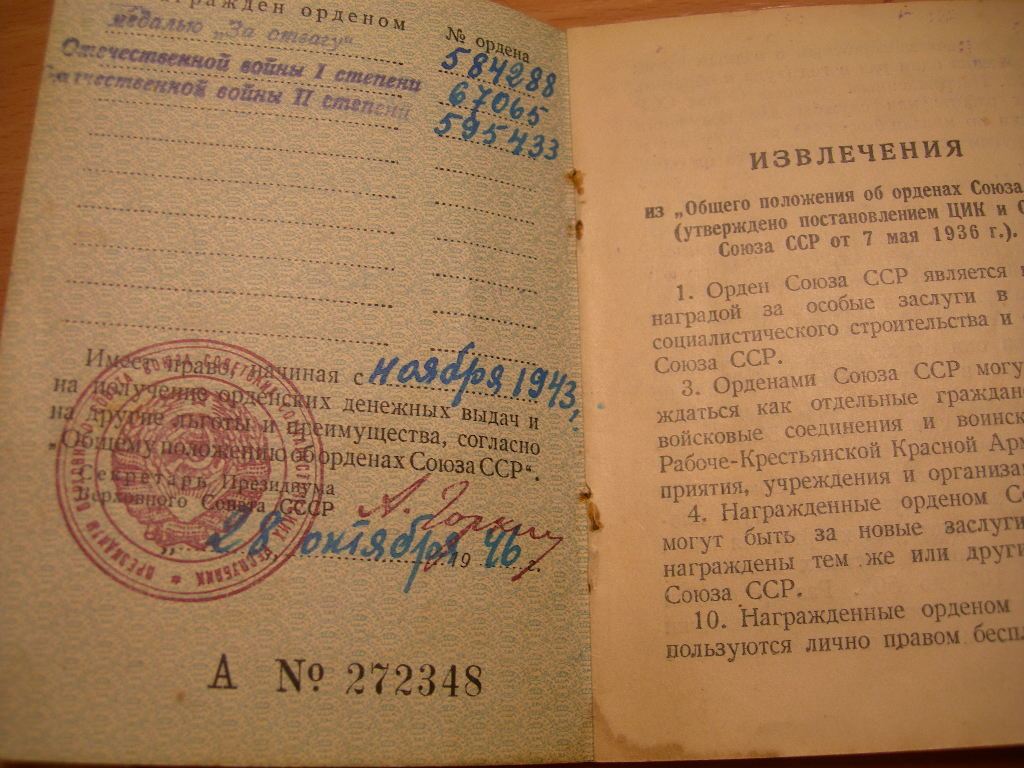 награжден орденом
№ ордена
медалью „За отвагу"
584288
Отечественной войны I степени
67065
Отечественной войны II степени
595433
Имеет право, начиная с ноября 1943 г.
на получение орденских денежных выдач и
на другие льготы и преимущества, согласно
„Общему положению об орденах Союза ССР".
Секретарь Президиума
Верховного Совета СССР
А. Горкин
„28 октября 1946
А № 272348
ИЗВЛЕЧЕНИЯ
из „Общего положения об орденах Союза
(утверждено постановлением ЦИК и С
Союза ССР от 7 мая 1936 г.).
1. Орден Союза ССР является
наградой за особые заслуги в
социалистического строительства и
Союза ССР.
3. Орденами Союза ССР могу
ждаться как отдельные граждан
войсковые соединения и воинск
Рабоче-Крестьянской Красной Арм
приятия, учреждения и организа
4. Награжденные орденом С
могут быть за новые заслуги
награждены тем же или други
Союза ССР.
10. Награжденные орденом
пользуются лично правом беспл